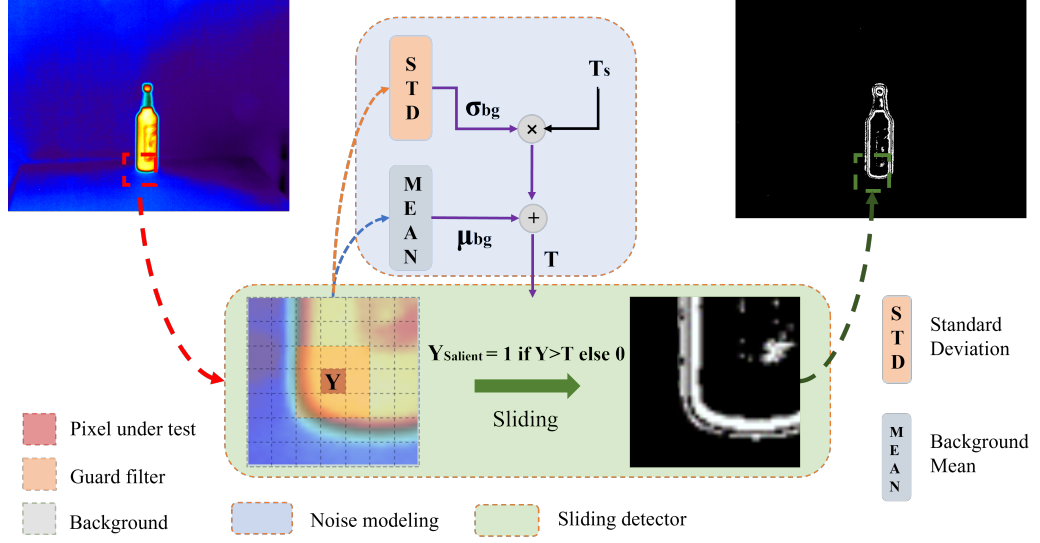 S
T
D
Ts
σbg
×
M
E
A
N
μbg
+
T
Y
YSalient = 1 if Y>T else 0
Sliding
S
T
D
Standard
Deviation
M
E
A
N
Background
Mean
Pixel under test
Guard filter
Background
Noise modeling
Sliding detector